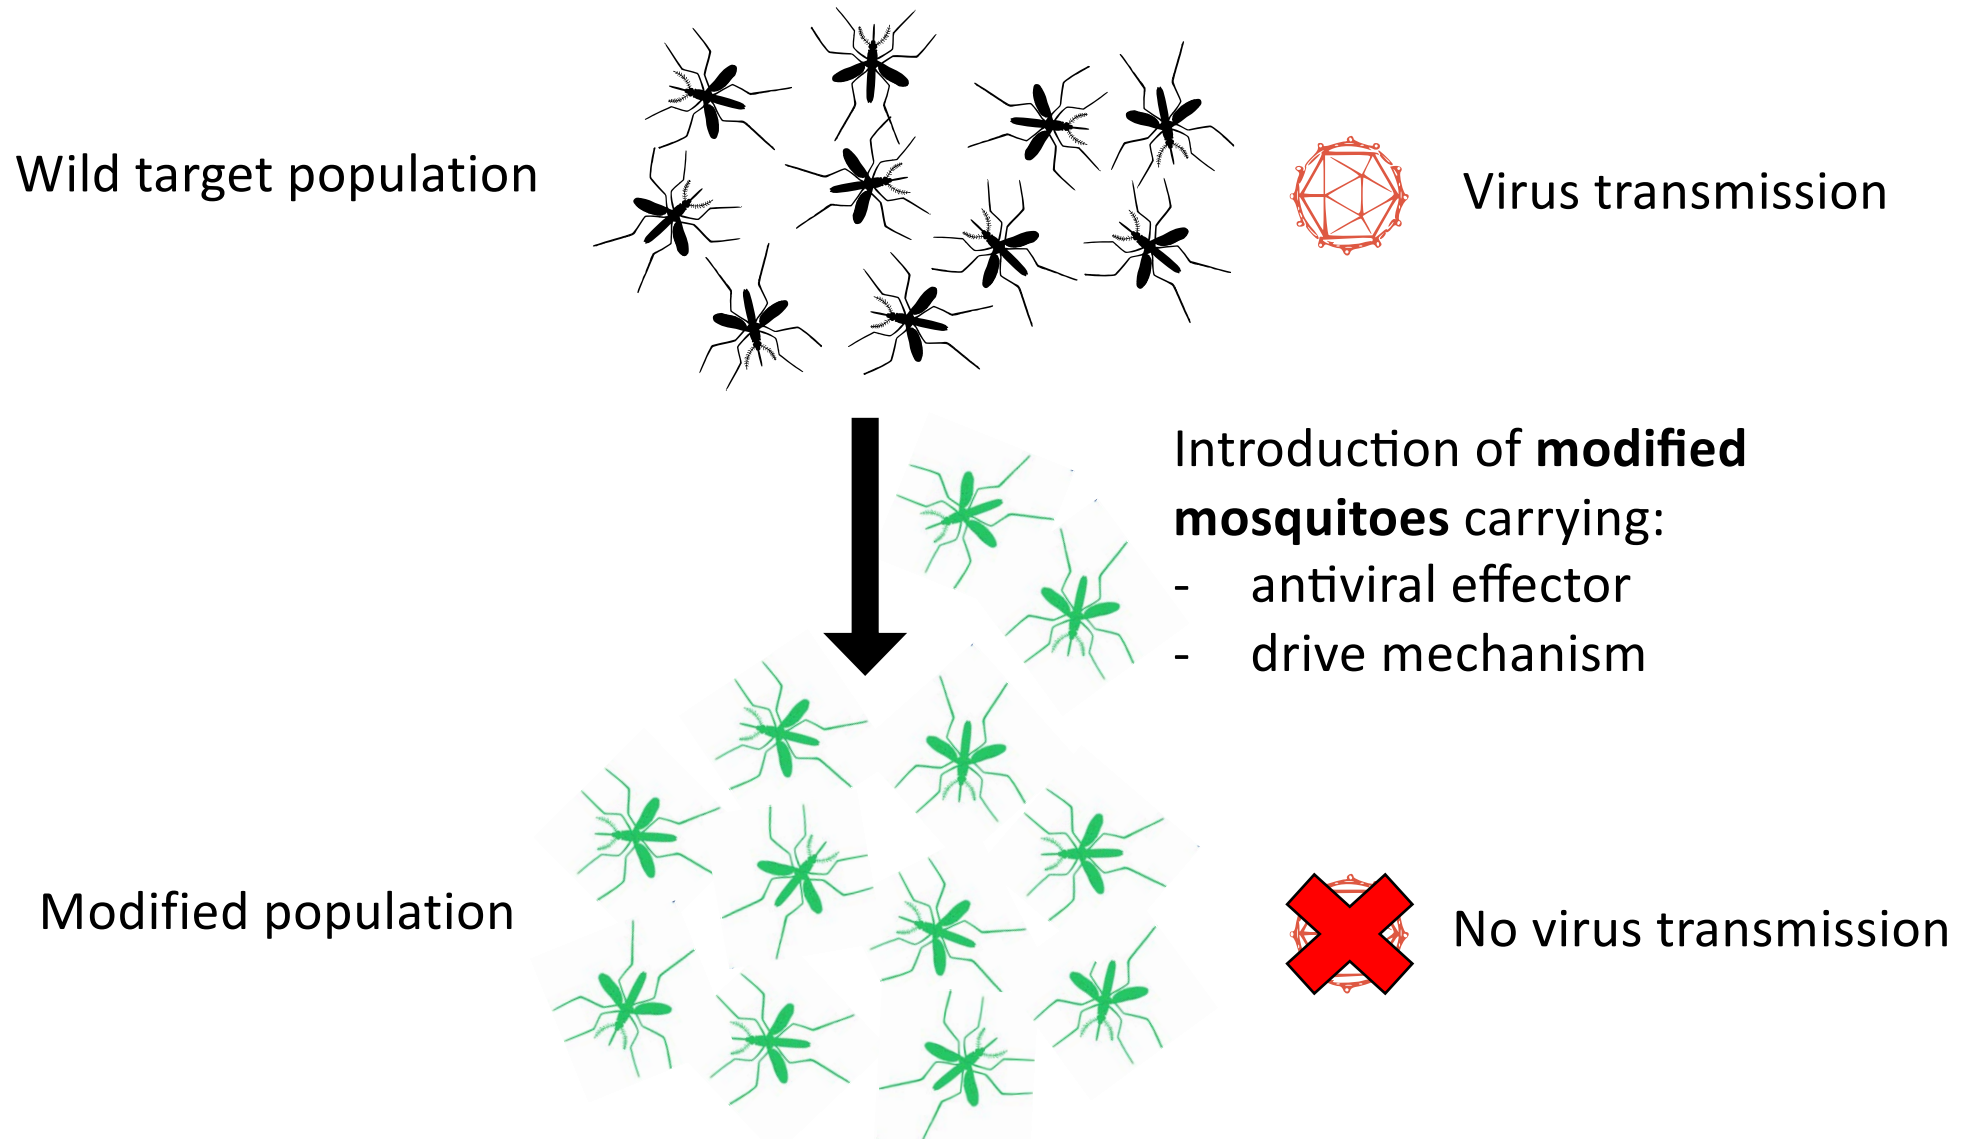 Wild target population
Virus transmission
Introduction of modified
mosquitoes carrying:
- antiviral effector
- drive mechanism
Modified population
No virus transmission